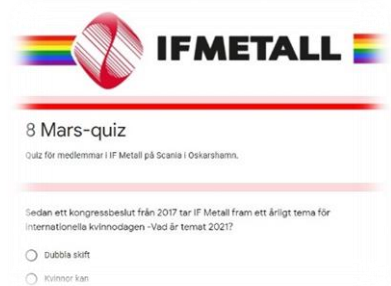 IFMETALL
8 Mars-quiz
Quiz för medlemmar i IF Metall på Scania i Oskarshamn.
Sedan ett kongressbeslut från 2017 tar IF Metall fram ett årligt tema för
internationella kvinnodagen -Vad är temat 2021?
Dubbla skift
Kvinnor kan